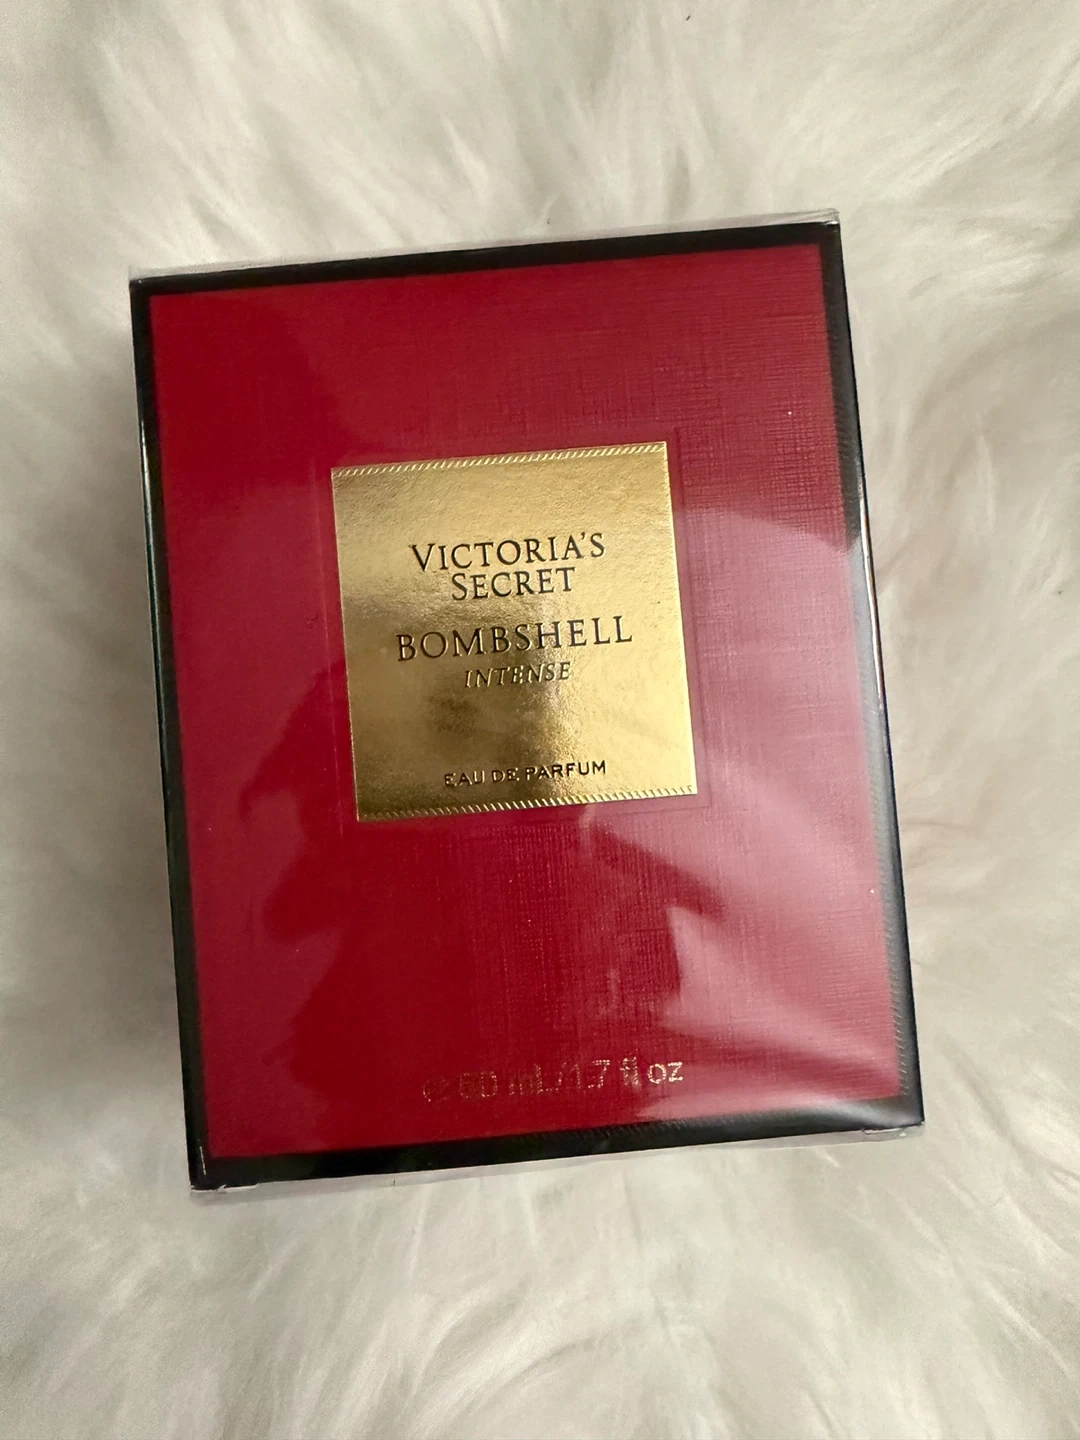 VICTORIA'S
SECRET
BOMBSHELL
INTENSE
EAU DE PARFUM
℮ 50 mL/1.7 fl oz